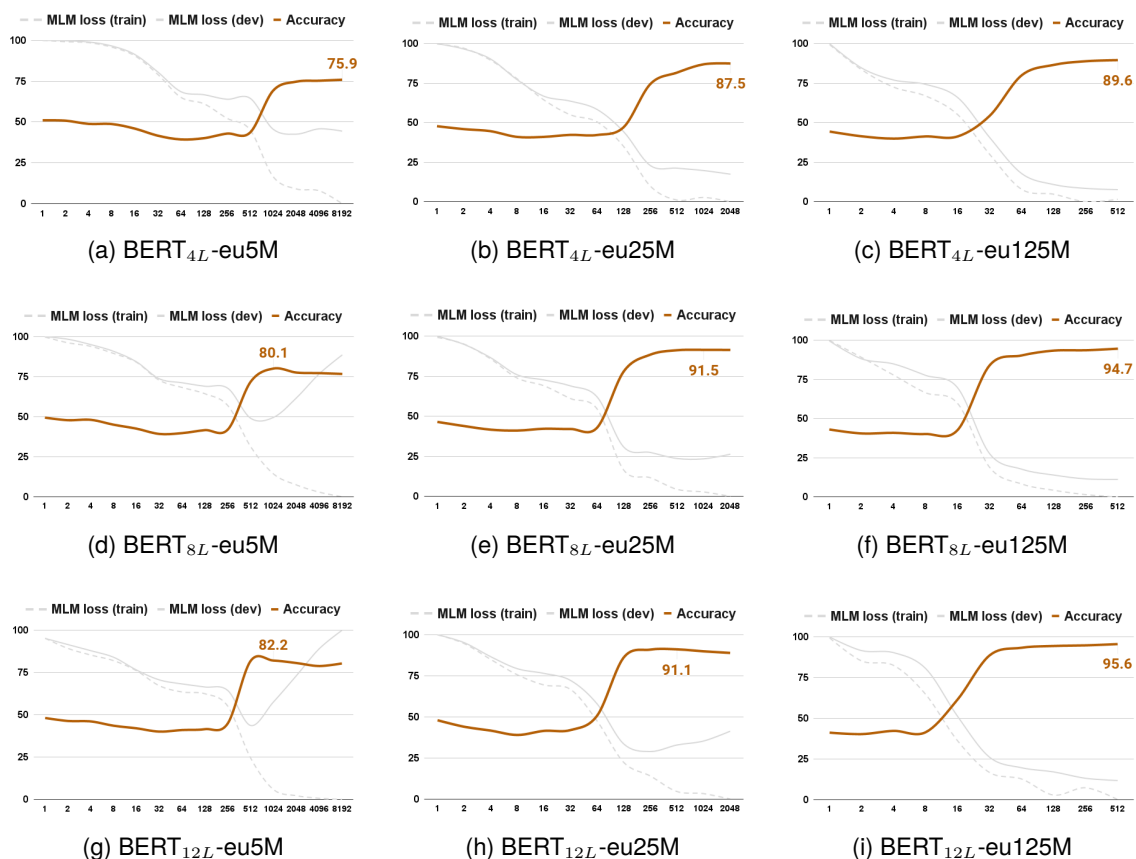 MLM loss (train) MLM loss (dev) Accuracy
100
75
50
25
0
75.9
1 2 4 8 16 32 64 128 256 512 1024 2048 4096 8192
(a) BERT4L-eu5M
MLM loss (train) MLM loss (dev) Accuracy
100
75
50
25
0
87.5
1 2 4 8 16 32 64 128 256 512 1024 2048
(b) BERT4L-eu25M
MLM loss (train) MLM loss (dev) Accuracy
100
75
50
25
0
89.6
1 2 4 8 16 32 64 128 256 512
(c) BERT4L-eu125M
MLM loss (train) MLM loss (dev) Accuracy
100
75
50
25
0
80.1
1 2 4 8 16 32 64 128 256 512 1024 2048 4096 8192
(d) BERT8L-eu5M
MLM loss (train) MLM loss (dev) Accuracy
100
75
50
25
0
91.5
1 2 4 8 16 32 64 128 256 512 1024 2048
(e) BERT8L-eu25M
MLM loss (train) MLM loss (dev) Accuracy
100
75
50
25
0
94.7
1 2 4 8 16 32 64 128 256 512
(f) BERT8L-eu125M
MLM loss (train) MLM loss (dev) Accuracy
100
75
50
25
0
82.2
1 2 4 8 16 32 64 128 256 512 1024 2048 4096 8192
(g) BERT12L-eu5M
MLM loss (train) MLM loss (dev) Accuracy
100
75
50
25
0
91.1
1 2 4 8 16 32 64 128 256 512 1024 2048
(h) BERT12L-eu25M
MLM loss (train) MLM loss (dev) Accuracy
100
75
50
25
0
95.6
1 2 4 8 16 32 64 128 256 512
(i) BERT12L-eu125M